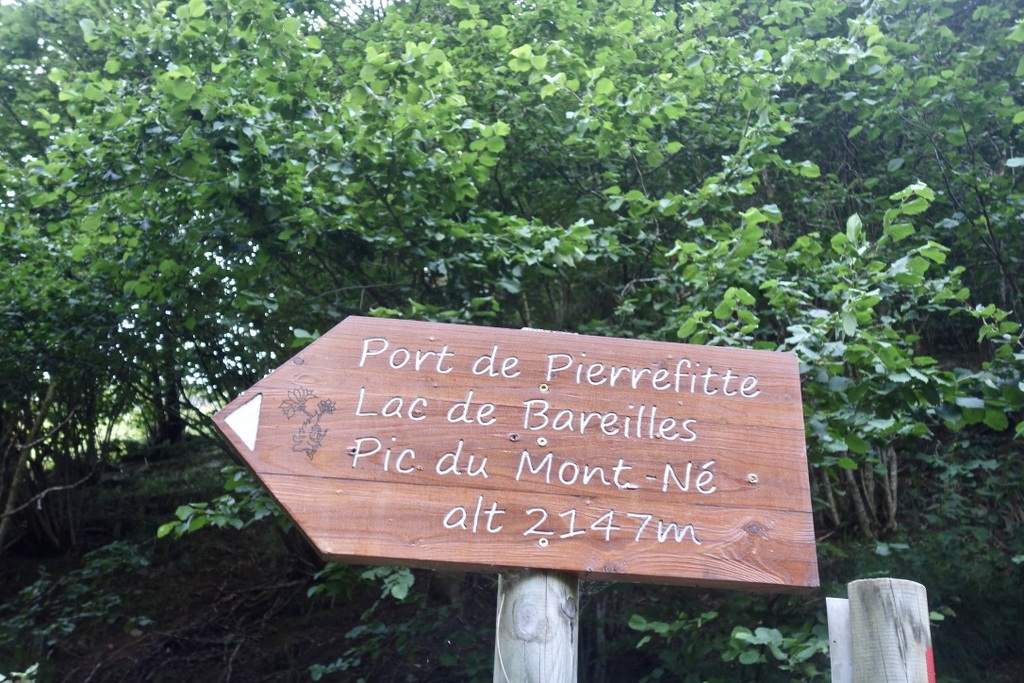 Port de Pierrefitte
Lac de Bareilles
Pic du Mont-Né
alt 2147m